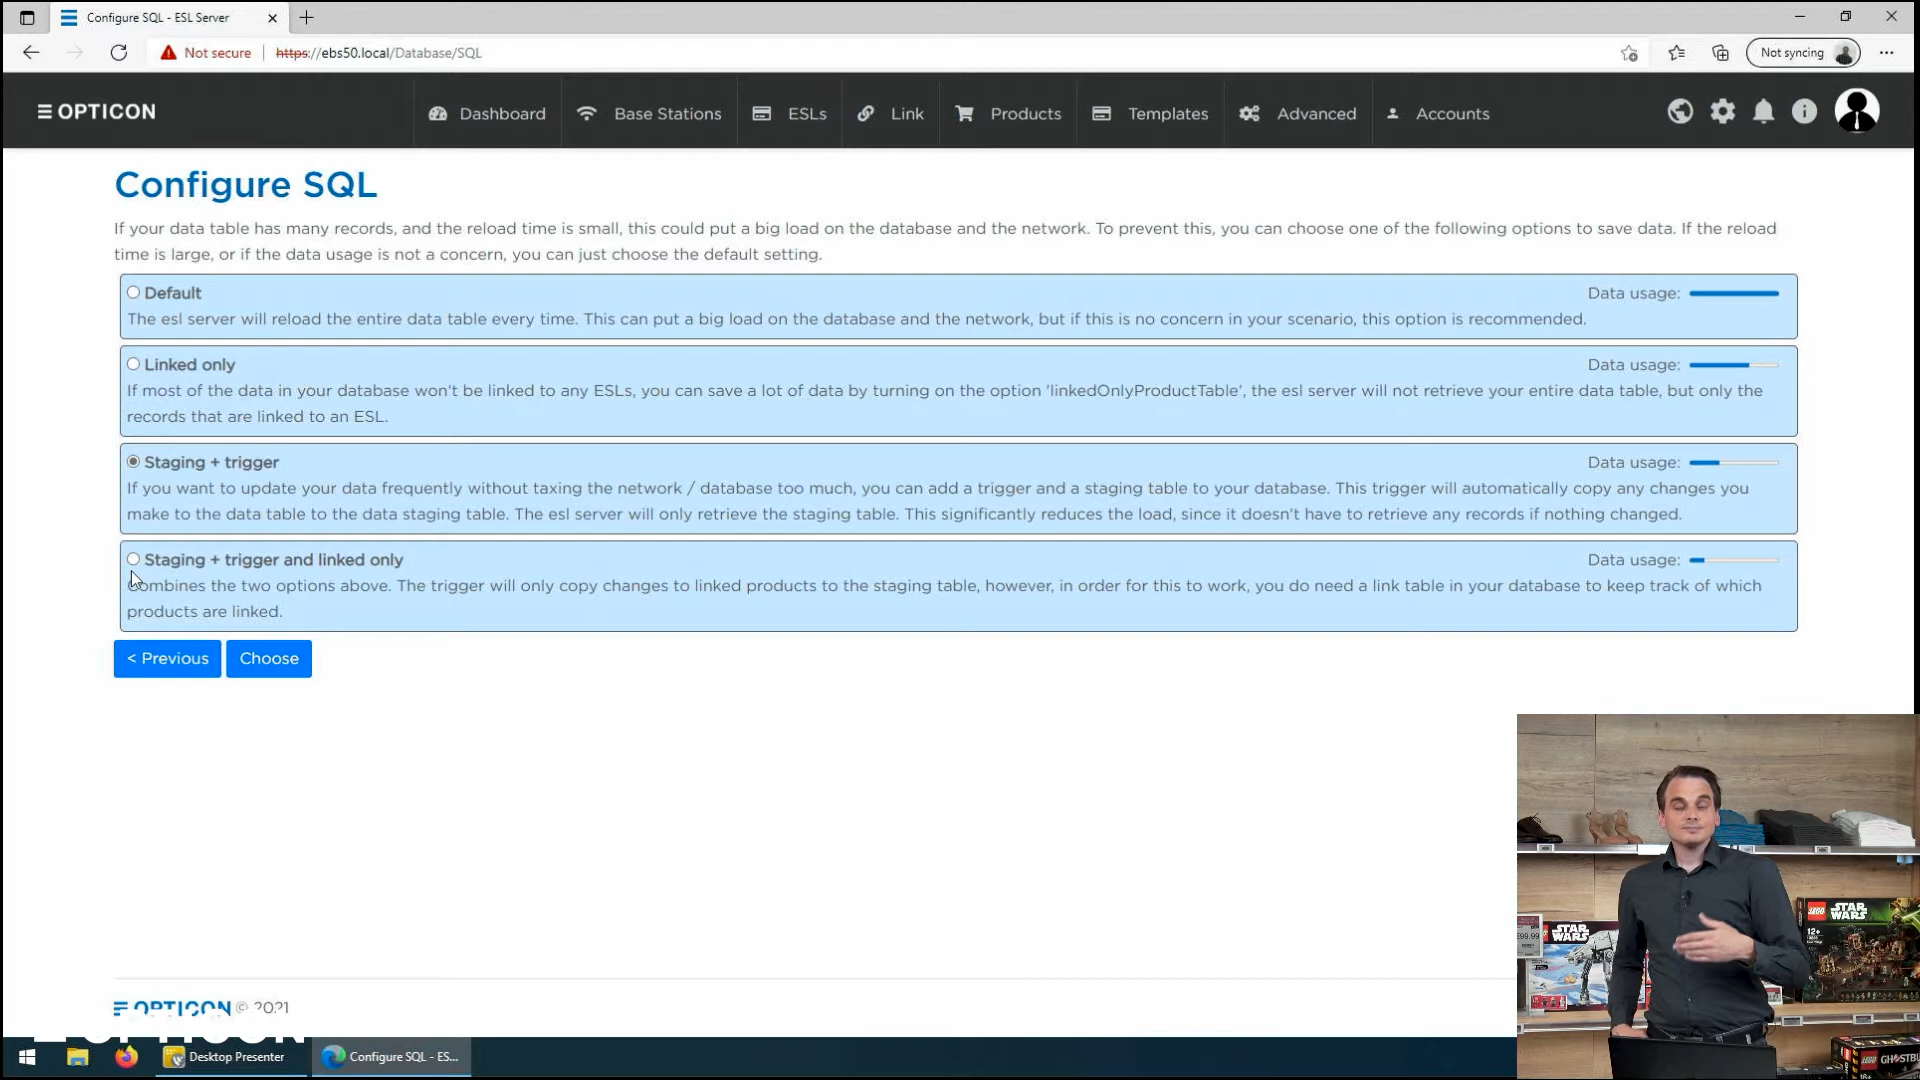 Configure SQL - ESL Server
Not secure
https://ebs50.local/Database/SQL
Not syncing
OPTICON
Dashboard
Base Stations
ESLs
Link
Products
Templates
Advanced
Accounts
Configure SQL
If your data table has many records, and the reload time is small, this could put a big load on the database and the network. To prevent this, you can choose one of the following options to save data. If the reload
time is large, or if the data usage is not a concern, you can just choose the default setting.
Default
Data usage:
The esl server will reload the entire data table every time. This can put a big load on the database and the network, but if this is no concern in your scenario, this option is recommended.
Linked only
Data usage:
If most of the data in your database won't be linked to any ESLs, you can save a lot of data by turning on the option 'linkedOnlyProductTable', the esl server will not retrieve your entire data table, but only the
records that are linked to an ESL.
Staging + trigger
Data usage:
If you want to update your data frequently without taxing the network / database too much, you can add a trigger and a staging table to your database. This trigger will automatically copy any changes you
make to the data table to the data staging table. The esl server will only retrieve the staging table. This significantly reduces the load, since it doesn't have to retrieve any records if nothing changed.
Staging + trigger and linked only
Data usage:
Combines the two options above. The trigger will only copy changes to linked products to the staging table, however, in order for this to work, you do need a link table in your database to keep track of which
products are linked.
< Previous
Choose
OPTICON © 2021
OPTICON
Desktop Presenter
Configure SQL - ES...
LEGO
STAR
WARS
12+
STAR
WARS
LEGO
GHOSTB
16+